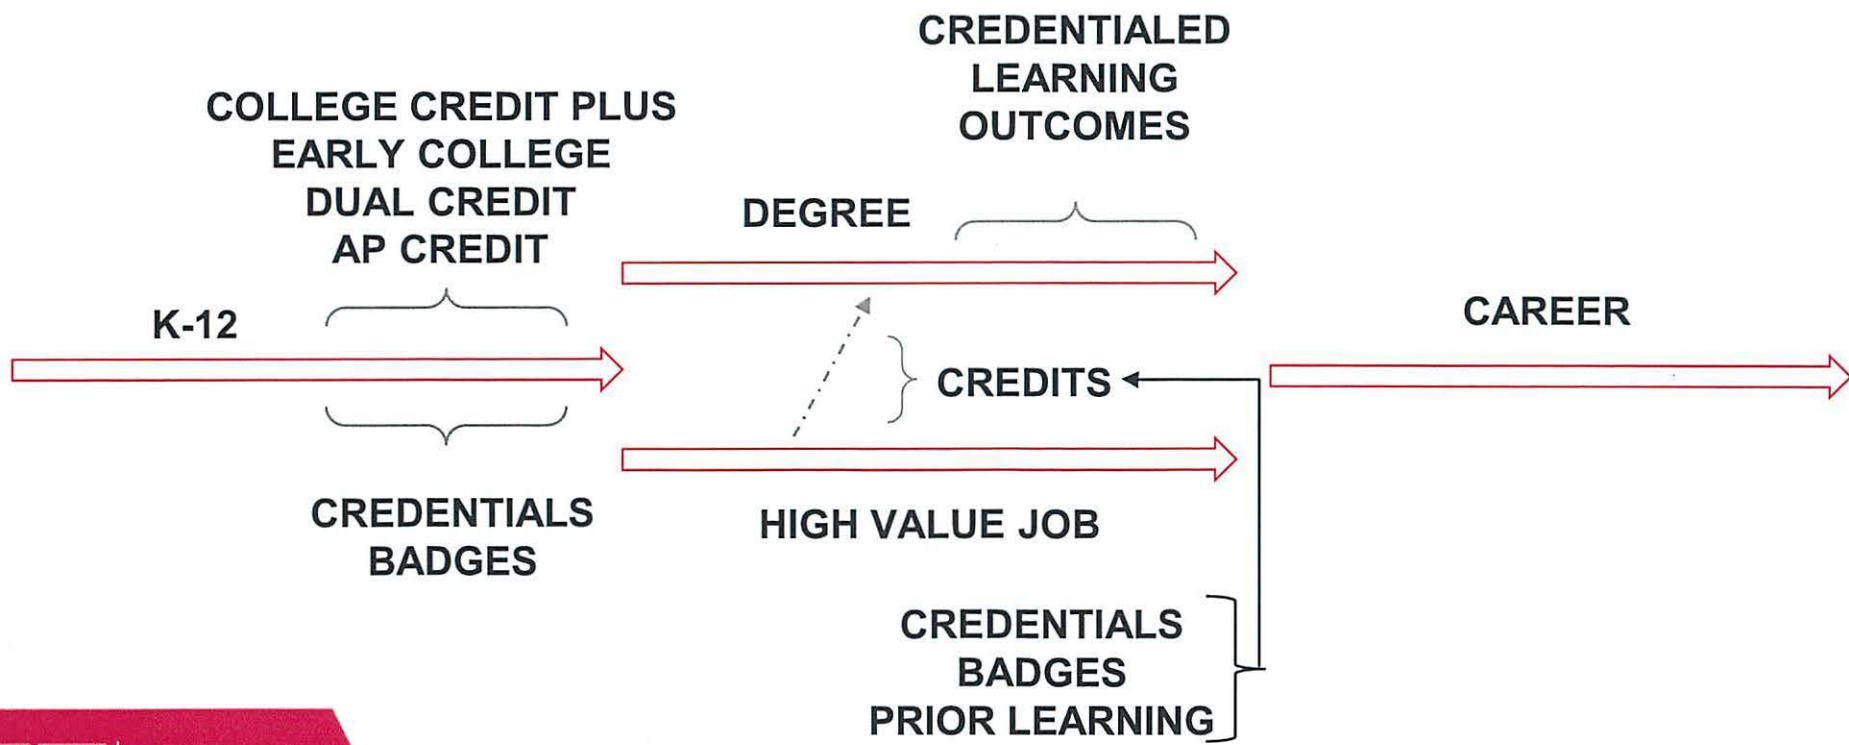 CREDENTIALED
LEARNING
OUTCOMES
COLLEGE CREDIT PLUS
EARLY COLLEGE
DUAL CREDIT
AP CREDIT
DEGREE
K-12
CAREER
CREDITS
CREDENTIALS
BADGES
HIGH VALUE JOB
CREDENTIALS
BADGES
PRIOR LEARNING